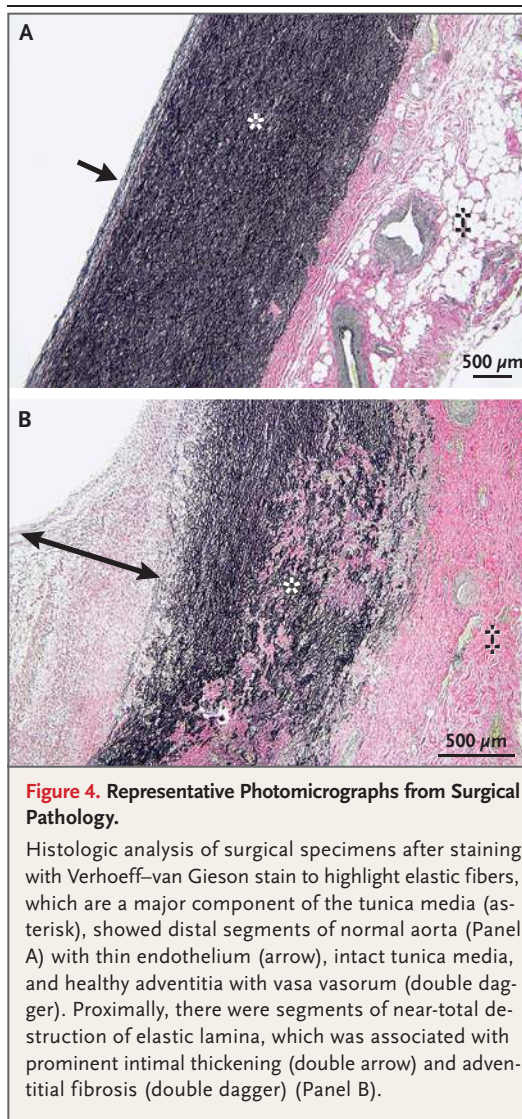 A
*
‡
500 µm
B
*
‡
500 µm
Figure 4. Representative Photomicrographs from Surgical
Pathology.
Histologic analysis of surgical specimens after staining
with Verhoeff–van Gieson stain to highlight elastic fibers,
which are a major component of the tunica media (as-
terisk), showed distal segments of normal aorta (Panel
A) with thin endothelium (arrow), intact tunica media,
and healthy adventitia with vasa vasorum (double dag-
ger). Proximally, there were segments of near-total de-
struction of elastic lamina, which was associated with
prominent intimal thickening (double arrow) and adven-
titial fibrosis (double dagger) (Panel B).